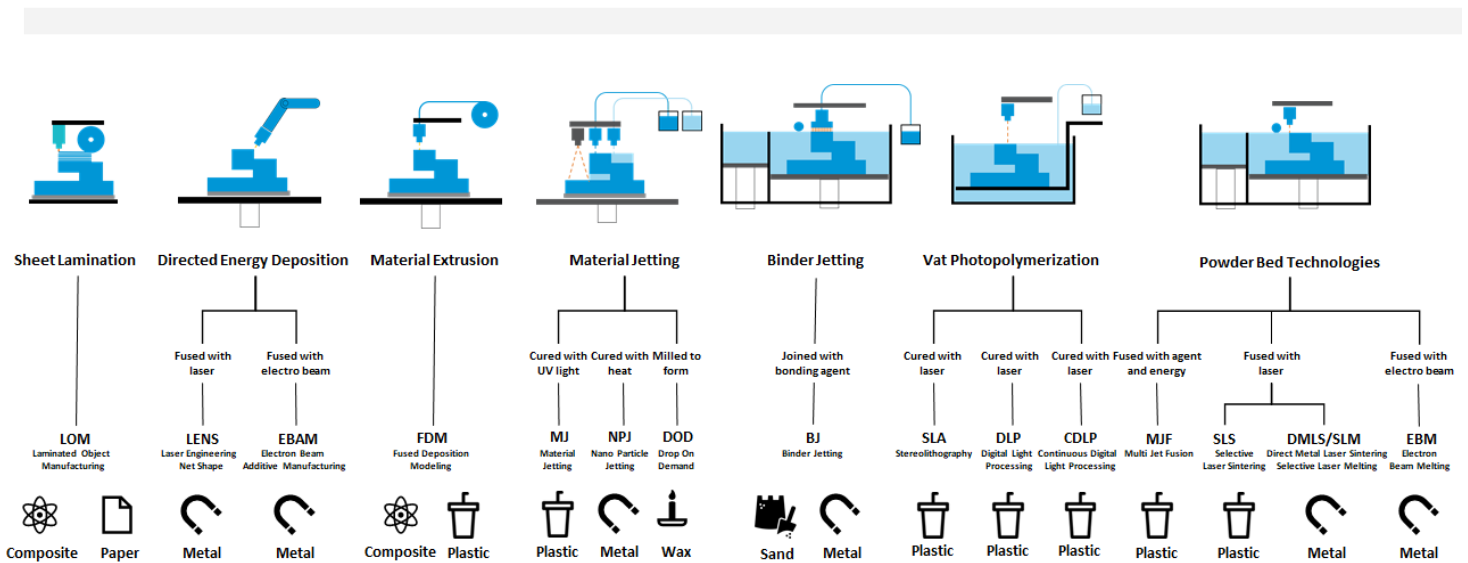 Sheet Lamination
Directed Energy Deposition
Material Extrusion
Material Jetting
Binder Jetting
Vat Photopolymerization
Powder Bed Technologies
Fused with
laser
Fused with
electro beam
Cured with
UV light
Cured with
heat
Milled to
form
Joined with
bonding agent
Cured with
laser
Cured with
laser
Cured with
laser
Fused with agent
and energy
Fused with
laser
Fused with
electro beam
LOM
Laminated Object
Manufacturing
LENS
Laser Engineering
Net Shape
EBAM
Electron Beam
Additive Manufacturing
FDM
Fused Deposition
Modeling
MJ
Material
Jetting
NPJ
Nano Particle
Jetting
DOD
Drop On
Demand
BJ
Binder Jetting
SLA
Stereolithography
DLP
Digital Light
Processing
CDLP
Continuous Digital
Light Processing
MJF
Multi Jet Fusion
SLS
Selective
Laser Sintering
DMLS/SLM
Direct Metal Laser Sintering
Selective Laser Melting
EBM
Electron
Beam Melting
Composite
Paper
Metal
Metal
Composite
Plastic
Plastic
Metal
Wax
Sand
Metal
Plastic
Plastic
Plastic
Plastic
Plastic
Metal
Metal